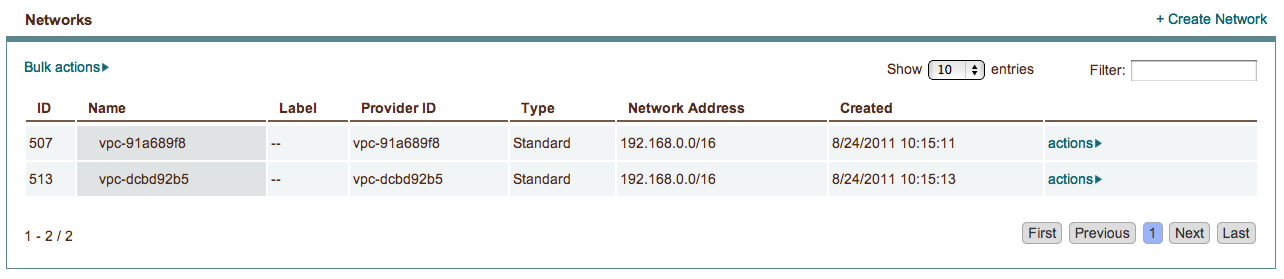 Networks + Create Network
Bulk actions Show 10 entries Filter:
ID Name Label Provider ID Type Network Address Created
507 vpc-91a689f8 -- vpc-91a689f8 Standard 192.168.0.0/16 8/24/2011 10:15:11 actions
513 vpc-dcbd92b5 -- vpc-dcbd92b5 Standard 192.168.0.0/16 8/24/2011 10:15:13 actions
1 - 2 / 2 First Previous 1 Next Last